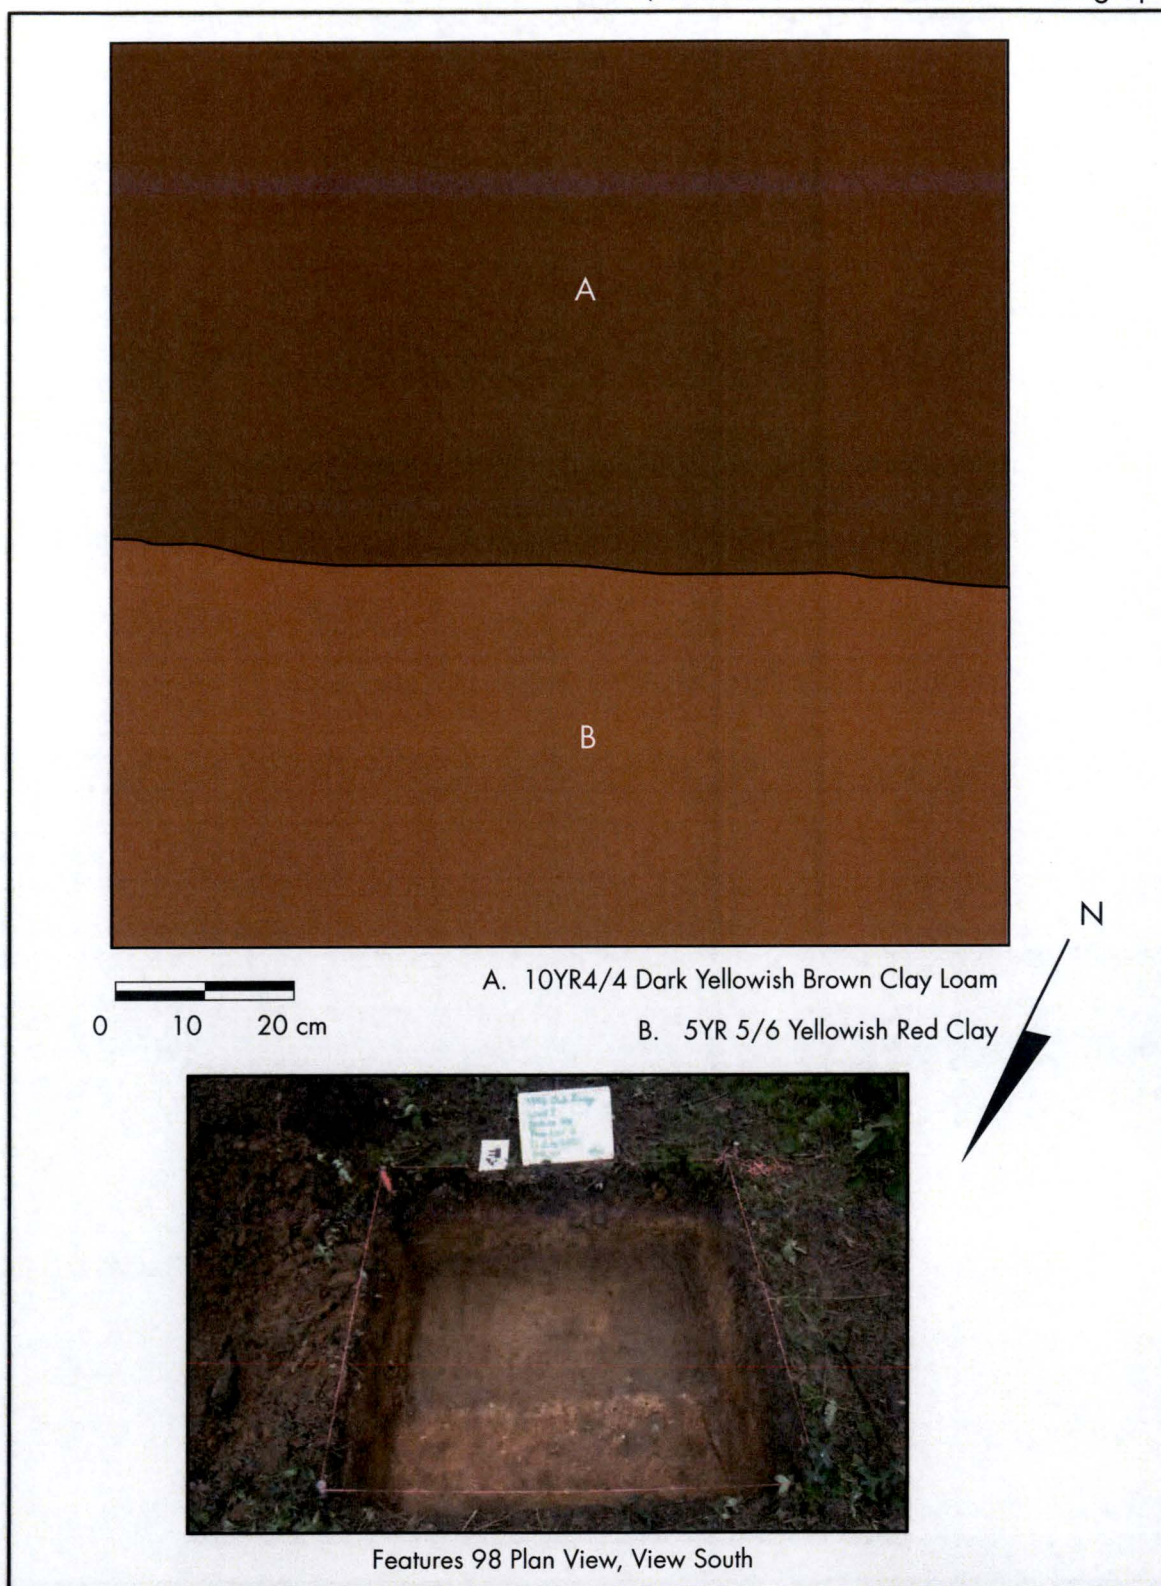 A
B
N
A. 10YR4/4 Dark Yellowish Brown Clay Loam
0 10 20 cm
B. 5YR 5/6 Yellowish Red Clay
Features 98 Plan View, View South